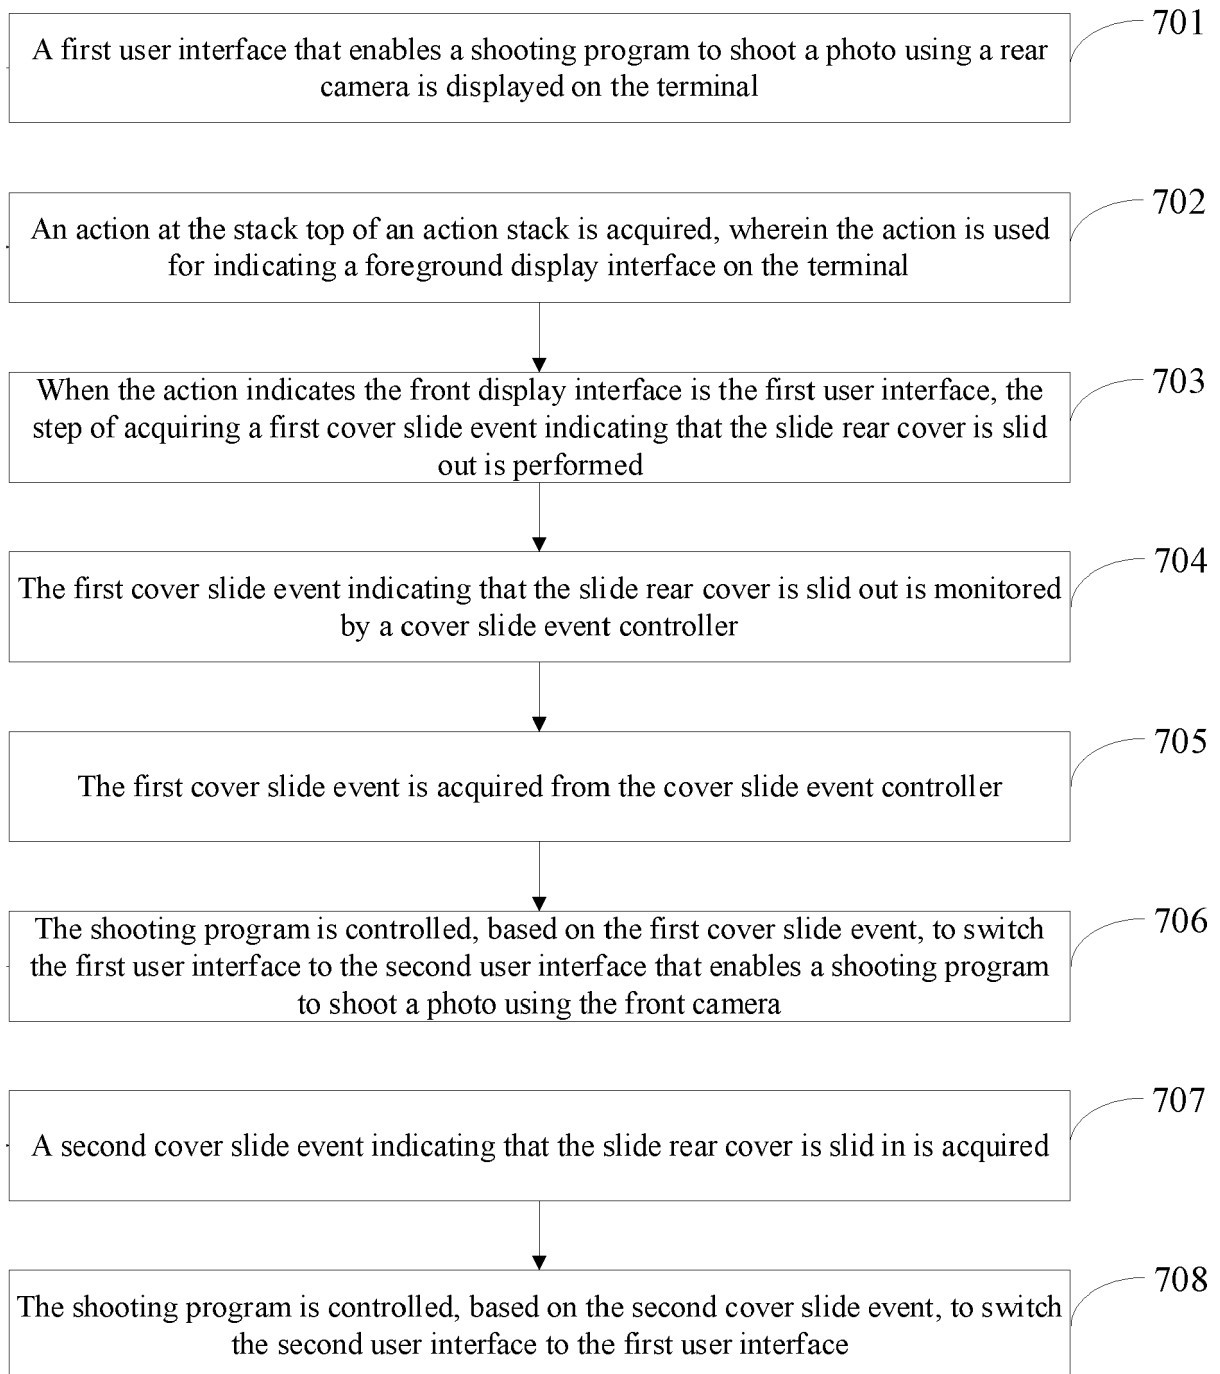 701
A first user interface that enables a shooting program to shoot a photo using a rear
camera is displayed on the terminal
702
An action at the stack top of an action stack is acquired, wherein the action is used
for indicating a foreground display interface on the terminal
703
When the action indicates the front display interface is the first user interface, the
step of acquiring a first cover slide event indicating that the slide rear cover is slid
out is performed
704
The first cover slide event indicating that the slide rear cover is slid out is monitored
by a cover slide event controller
705
The first cover slide event is acquired from the cover slide event controller
706
The shooting program is controlled, based on the first cover slide event, to switch
the first user interface to the second user interface that enables a shooting program
to shoot a photo using the front camera
707
A second cover slide event indicating that the slide rear cover is slid in is acquired
708
The shooting program is controlled, based on the second cover slide event, to switch
the second user interface to the first user interface